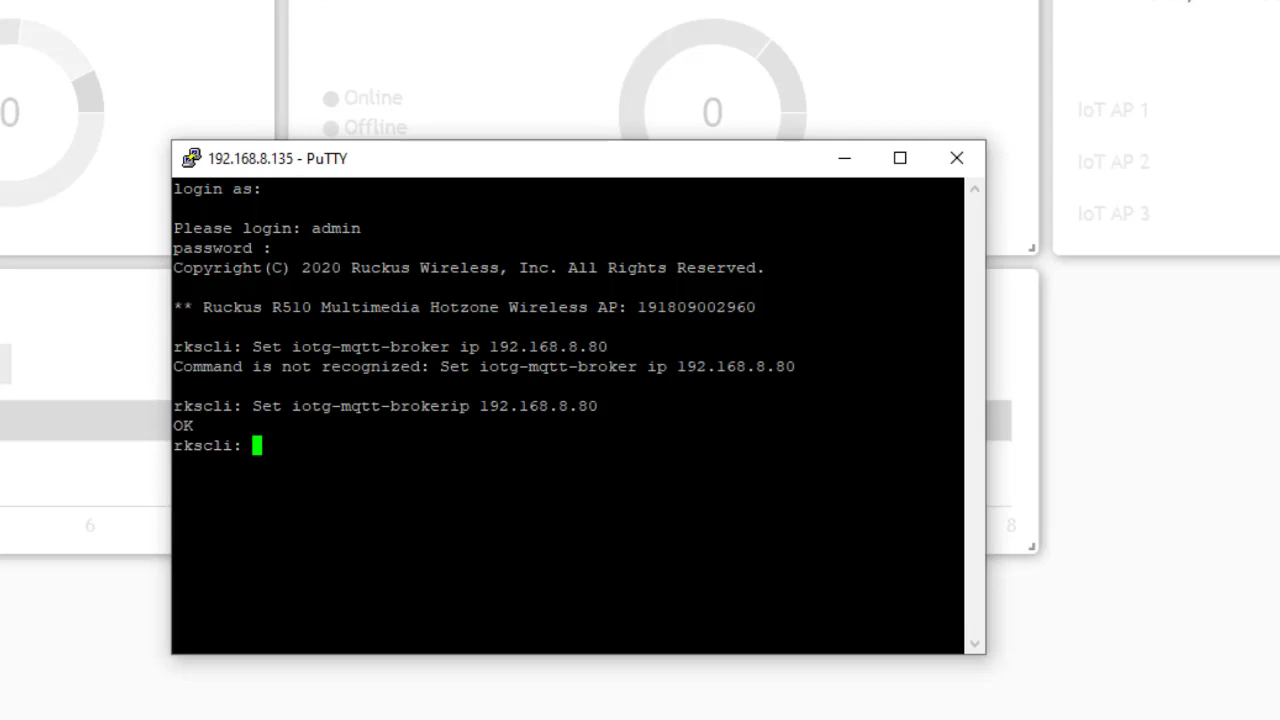 0
Online
Offline
0
IoT AP 1
IoT AP 2
IoT AP 3
192.168.8.135 - PuTTY
login as:
Please login: admin
password :
Copyright(C) 2020 Ruckus Wireless, Inc. All Rights Reserved.
** Ruckus R510 Multimedia Hotzone Wireless AP: 191809002960
rkscli: Set iotg-mqtt-broker ip 192.168.8.80
Command is not recognized: Set iotg-mqtt-broker ip 192.168.8.80
rkscli: Set iotg-mqtt-brokerip 192.168.8.80
OK
rkscli:
6
8